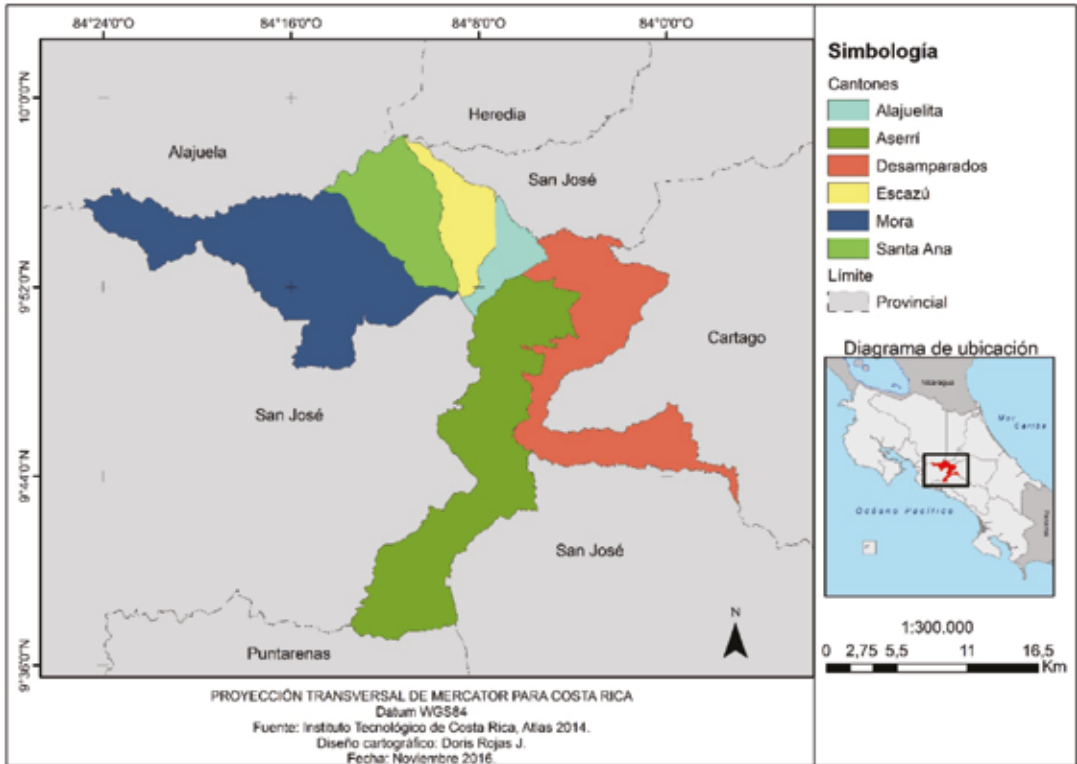 84°24'0"O
84°16'0"O
84°8'0"O
84°0'0"O
10°0'0"N
9°52'0"N
9°44'0"N
9°36'0"N
Heredia
Alajuela
San José
Cartago
San José
San José
Puntarenas
N
PROYECCIÓN TRANSVERSAL DE MERCATOR PARA COSTA RICA
Datum WGS84
Fuente: Instituto Tecnológico de Costa Rica, Atlas 2014.
Diseño cartográfico: Doris Rojas J.
Fecha: Noviembre 2016.
Simbología
Cantones
Alajuelita
Aserrí
Desamparados
Escazú
Mora
Santa Ana
Límite
Provincial
Diagrama de ubicación
Nicaragua
Mar
Caribe
Océano Pacífico
Panamá
1:300.000
0 2,75 5,5 11 16,5
Km